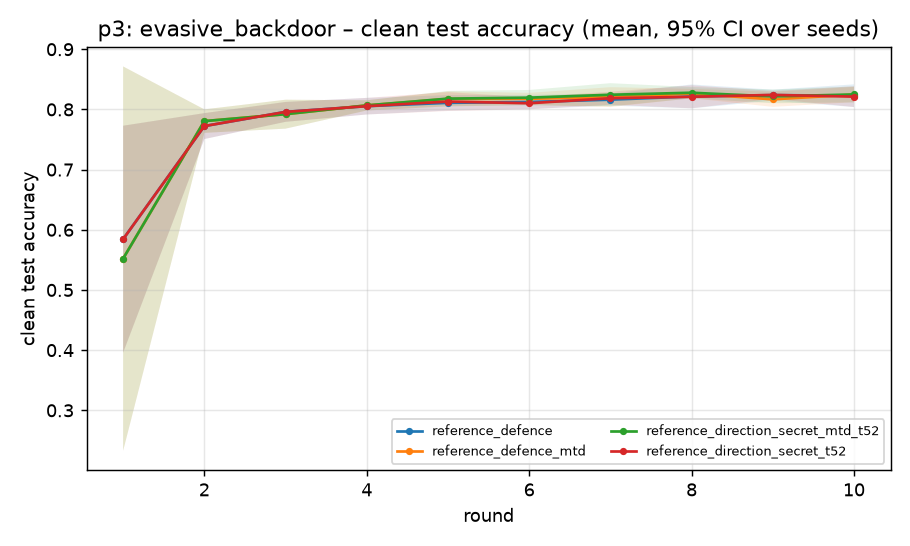 p3: evasive_backdoor – clean test accuracy (mean, 95% CI over seeds)
0.9
0.8
0.7
0.6
0.5
0.4
0.3
clean test accuracy
2
4
6
8
10
round
reference_defence
reference_defence_mtd
reference_direction_secret_mtd_t52
reference_direction_secret_t52